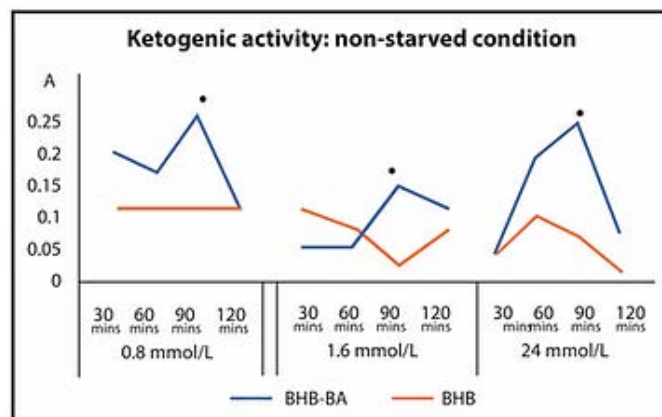 Ketogenic activity: non-starved condition
A
0.25
0.2
0.15
0.1
0.05
0
30 60 90 120 30 60 90 120 30 60 90 120
mins mins mins mins mins mins mins mins mins mins mins mins
0.8 mmol/L 1.6 mmol/L 24 mmol/L
BHB-BA BHB